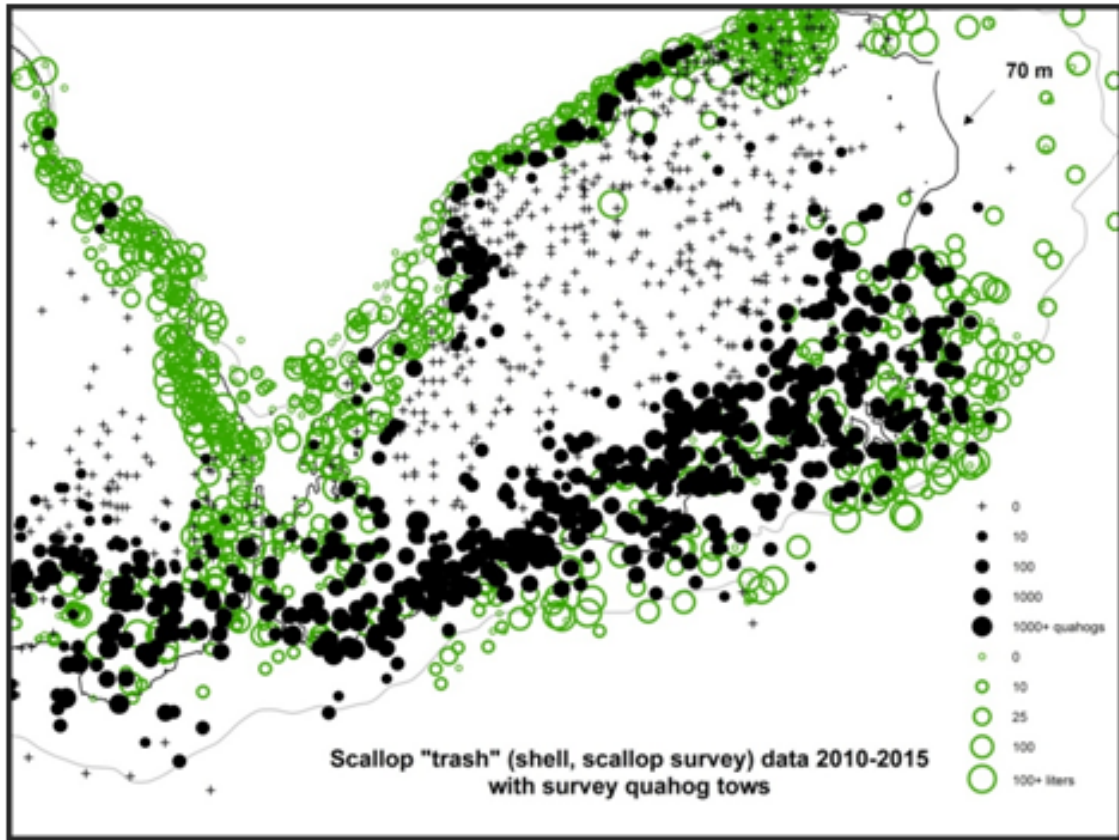 70 m
0
10
100
1000
1000+ quahogs
0
10
25
100
100+ liters
Scallop "trash" (shell, scallop survey) data 2010-2015
with survey quahog tows